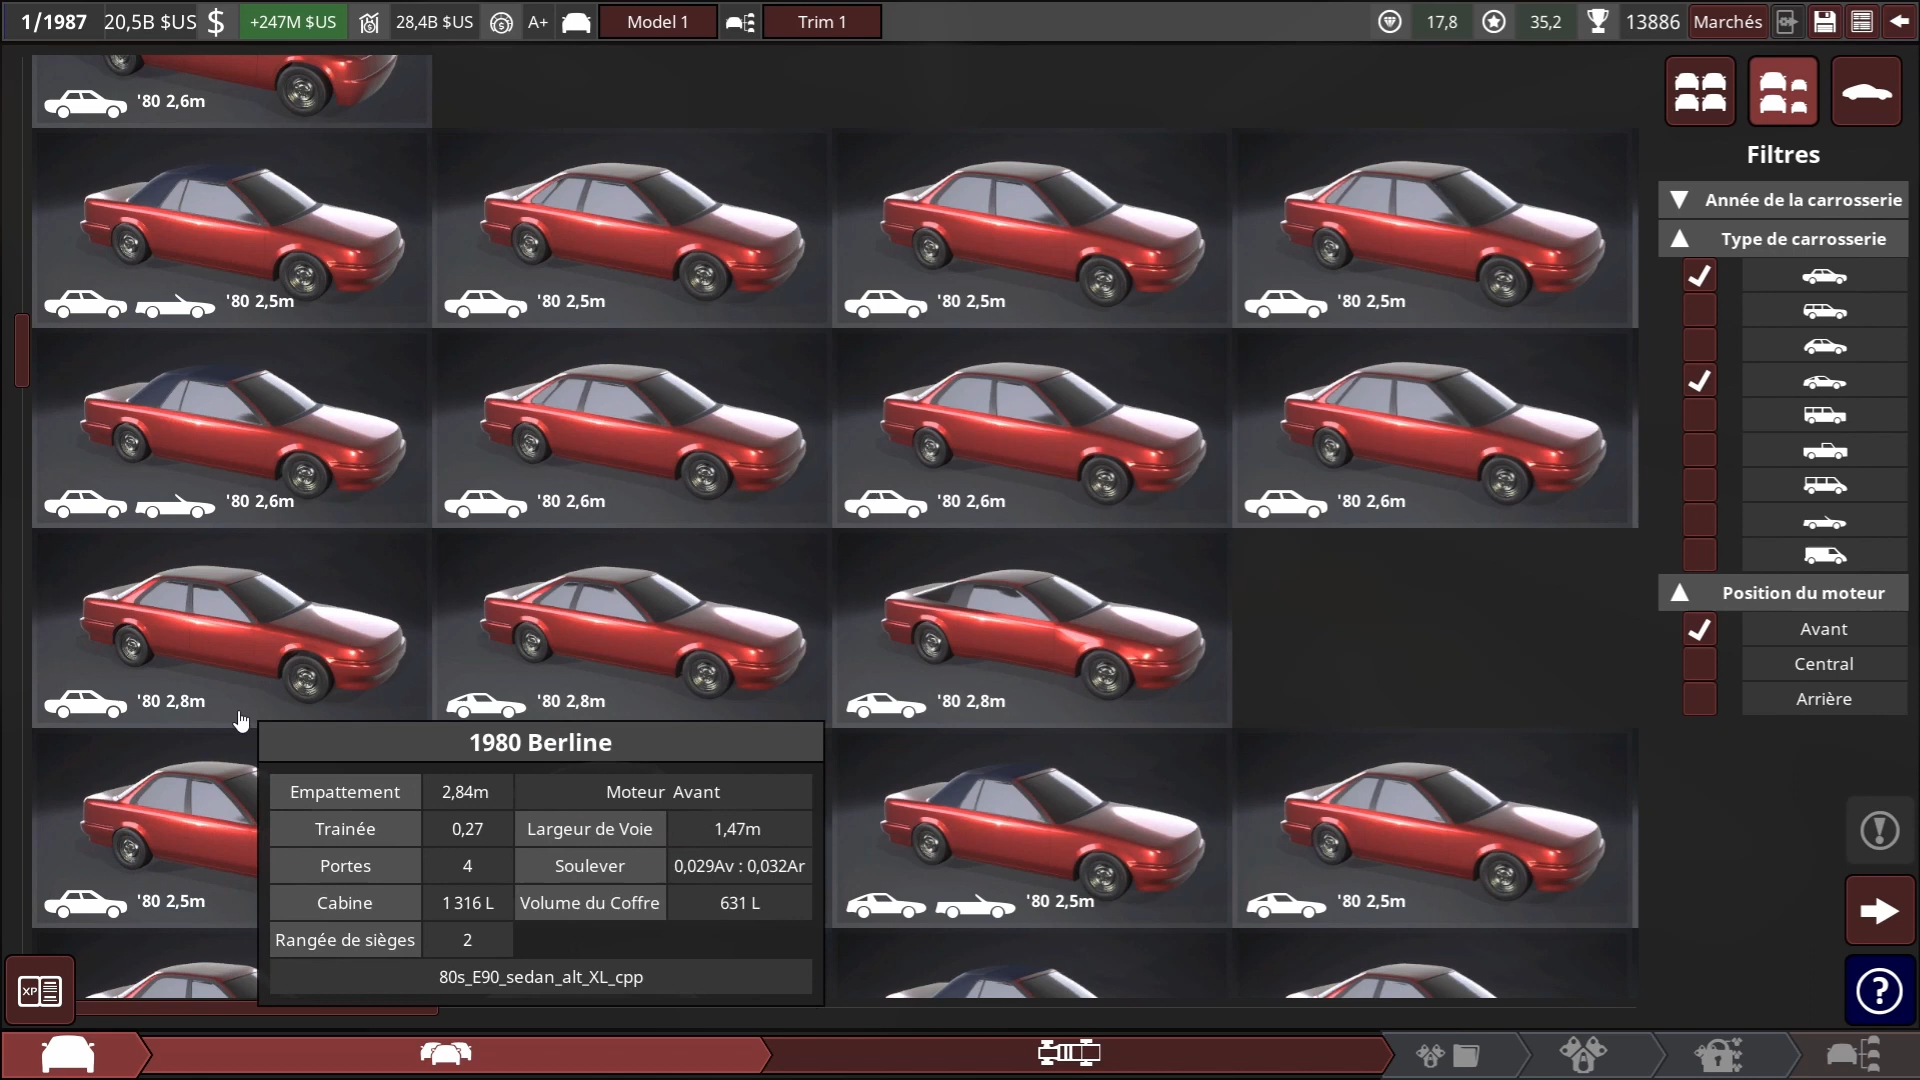 1/1987 20,5B $US $ +247M $US 28,4B $US A+ Model 1 Trim 1 17,8 35,2 13886 Marchés
'80 2,6m
'80 2,5m '80 2,5m '80 2,5m '80 2,5m
'80 2,6m '80 2,6m '80 2,6m '80 2,6m
'80 2,8m '80 2,8m '80 2,8m
'80 2,5m '80 2,5m '80 2,5m
1980 Berline
Empattement 2,84m Moteur Avant
Trainée 0,27 Largeur de Voie 1,47m
Portes 4 Soulever 0,029Av : 0,032Ar
Cabine 1 316 L Volume du Coffre 631 L
Rangée de sièges 2
80s_E90_sedan_alt_XL_cpp
XP
Filtres
Année de la carrosserie
Type de carrosserie
Position du moteur
Avant
Central
Arrière
?